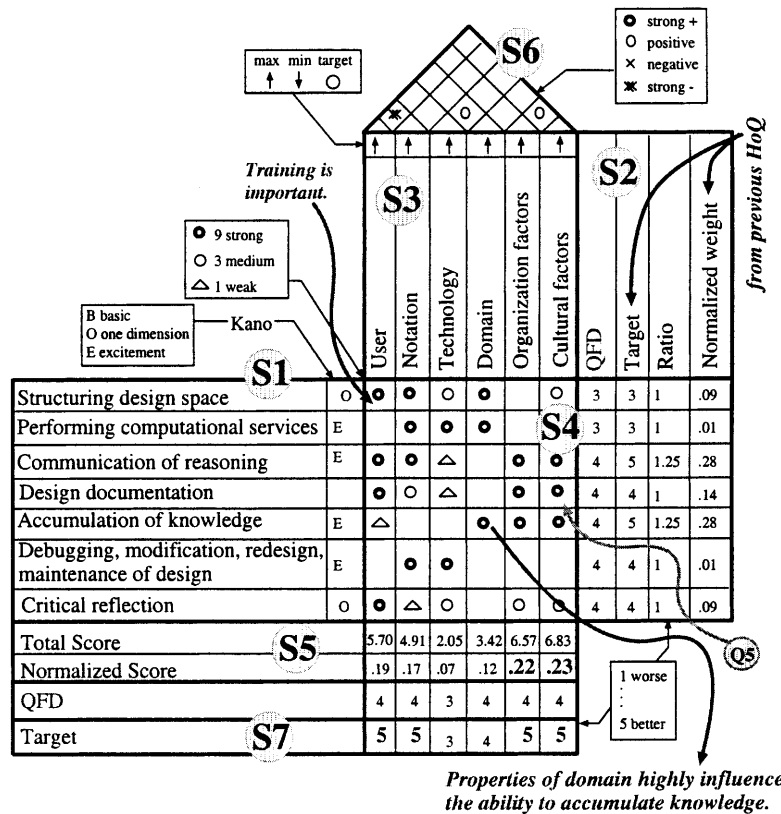 S6
max min target
strong +
positive
negative
strong -
Training is
important.
S3
S2
from previous HoQ
9 strong
3 medium
1 weak
B basic
O one dimension
E excitement
Kano
User
Notation
Technology
Domain
Organization factors
Cultural factors
QFD
Target
Ratio
Normalized weight
S1
Structuring design space O 3 3 1 .09
Performing computational services E 3 3 1 .01
S4
Communication of reasoning E 4 5 1.25 .28
Design documentation 4 4 1 .14
Accumulation of knowledge E 4 5 1.25 .28
Debugging, modification, redesign,
maintenance of design E 4 4 1 .01
Critical reflection O 4 4 1 .09
Total Score 5.70 4.91 2.05 3.42 6.57 6.83
S5
Normalized Score .19 .17 .07 .12 .22 .23
Q5
QFD 4 4 3 4 4 4
1 worse
5 better
Target 5 5 3 4 5 5
S7
Properties of domain highly influence
the ability to accumulate knowledge.